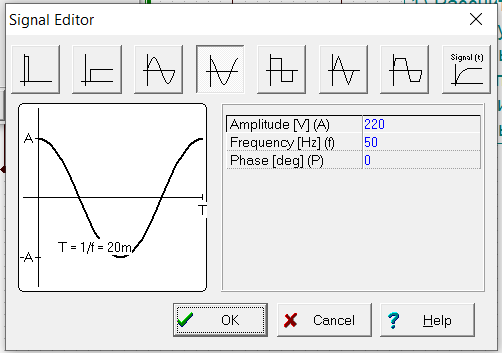 Signal Editor
Signal (t)
A
T
T = 1/f = 20m
-A
Amplitude [V] (A) 220
Frequency [Hz] (f) 50
Phase [deg] (P) 0
OK
Cancel
? Help